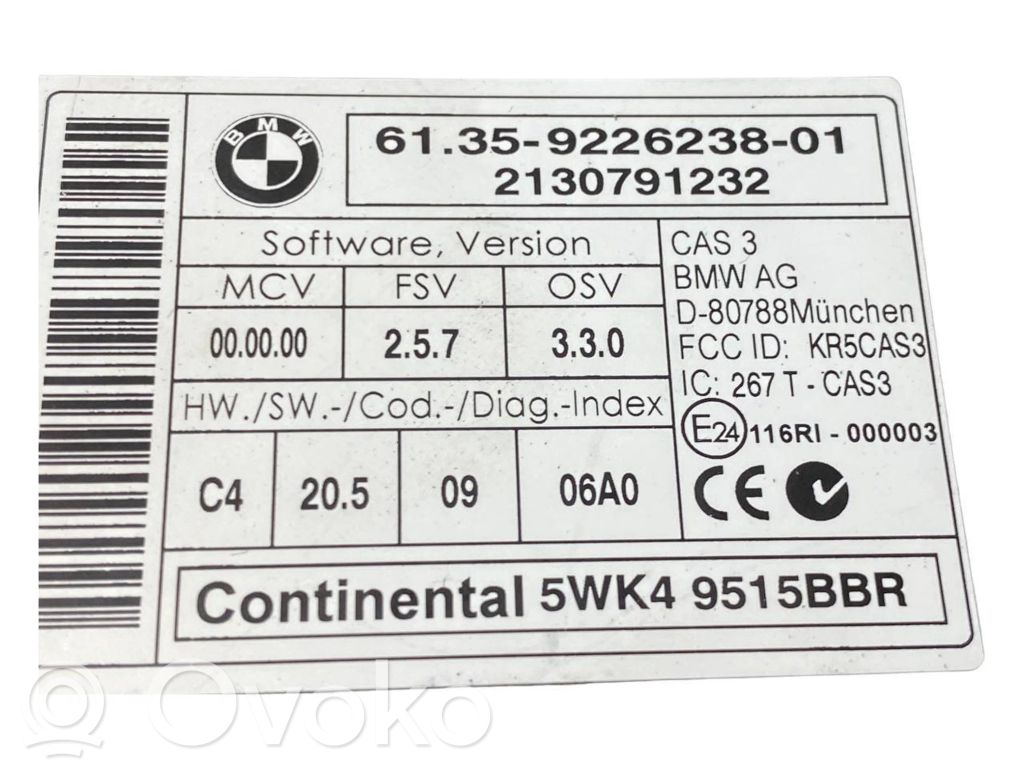 BMW
61.35-9226238-01
2130791232
Software, Version
MCV FSV OSV
00.00.00 2.5.7 3.3.0
HW./SW.-/Cod.-/Diag.-Index
C4 20.5 09 06A0
CAS 3
BMW AG
D-80788München
FCC ID: KR5CAS3
IC: 267 T - CAS3
E24 116RI - 000003
CE
Continental 5WK4 9515BBR
Ovoko